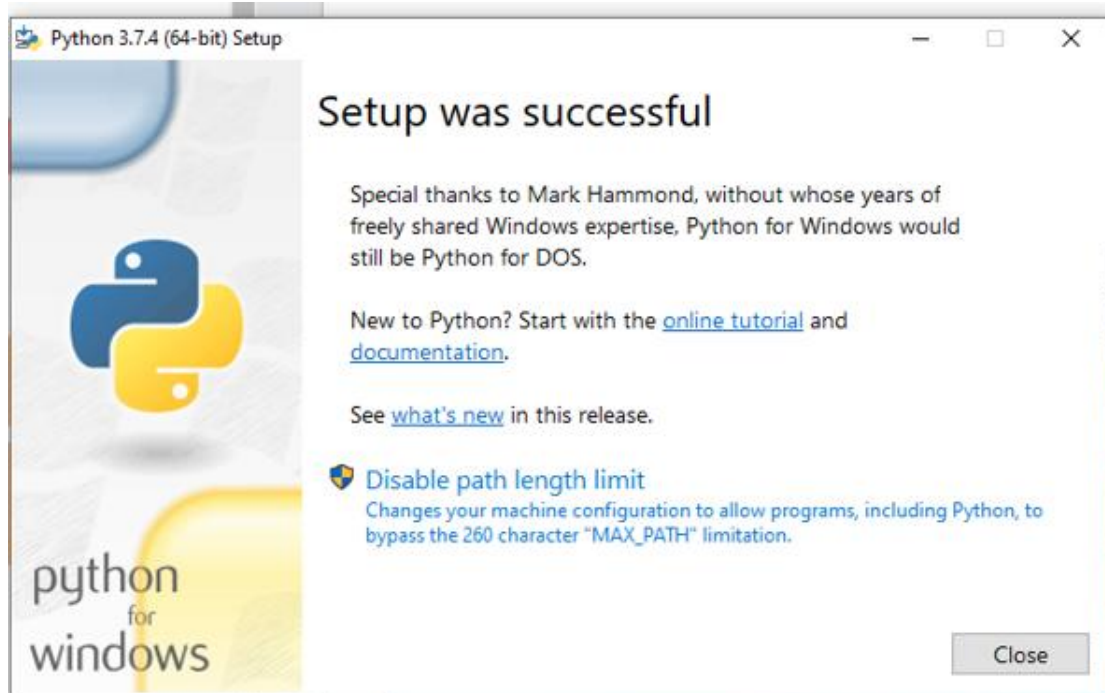 Python 3.7.4 (64-bit) Setup
Setup was successful
Special thanks to Mark Hammond, without whose years of
freely shared Windows expertise, Python for Windows would
still be Python for DOS.
New to Python? Start with the online tutorial and
documentation.
See what's new in this release.
Disable path length limit
Changes your machine configuration to allow programs, including Python, to
bypass the 260 character "MAX_PATH" limitation.
python
for
windows
Close